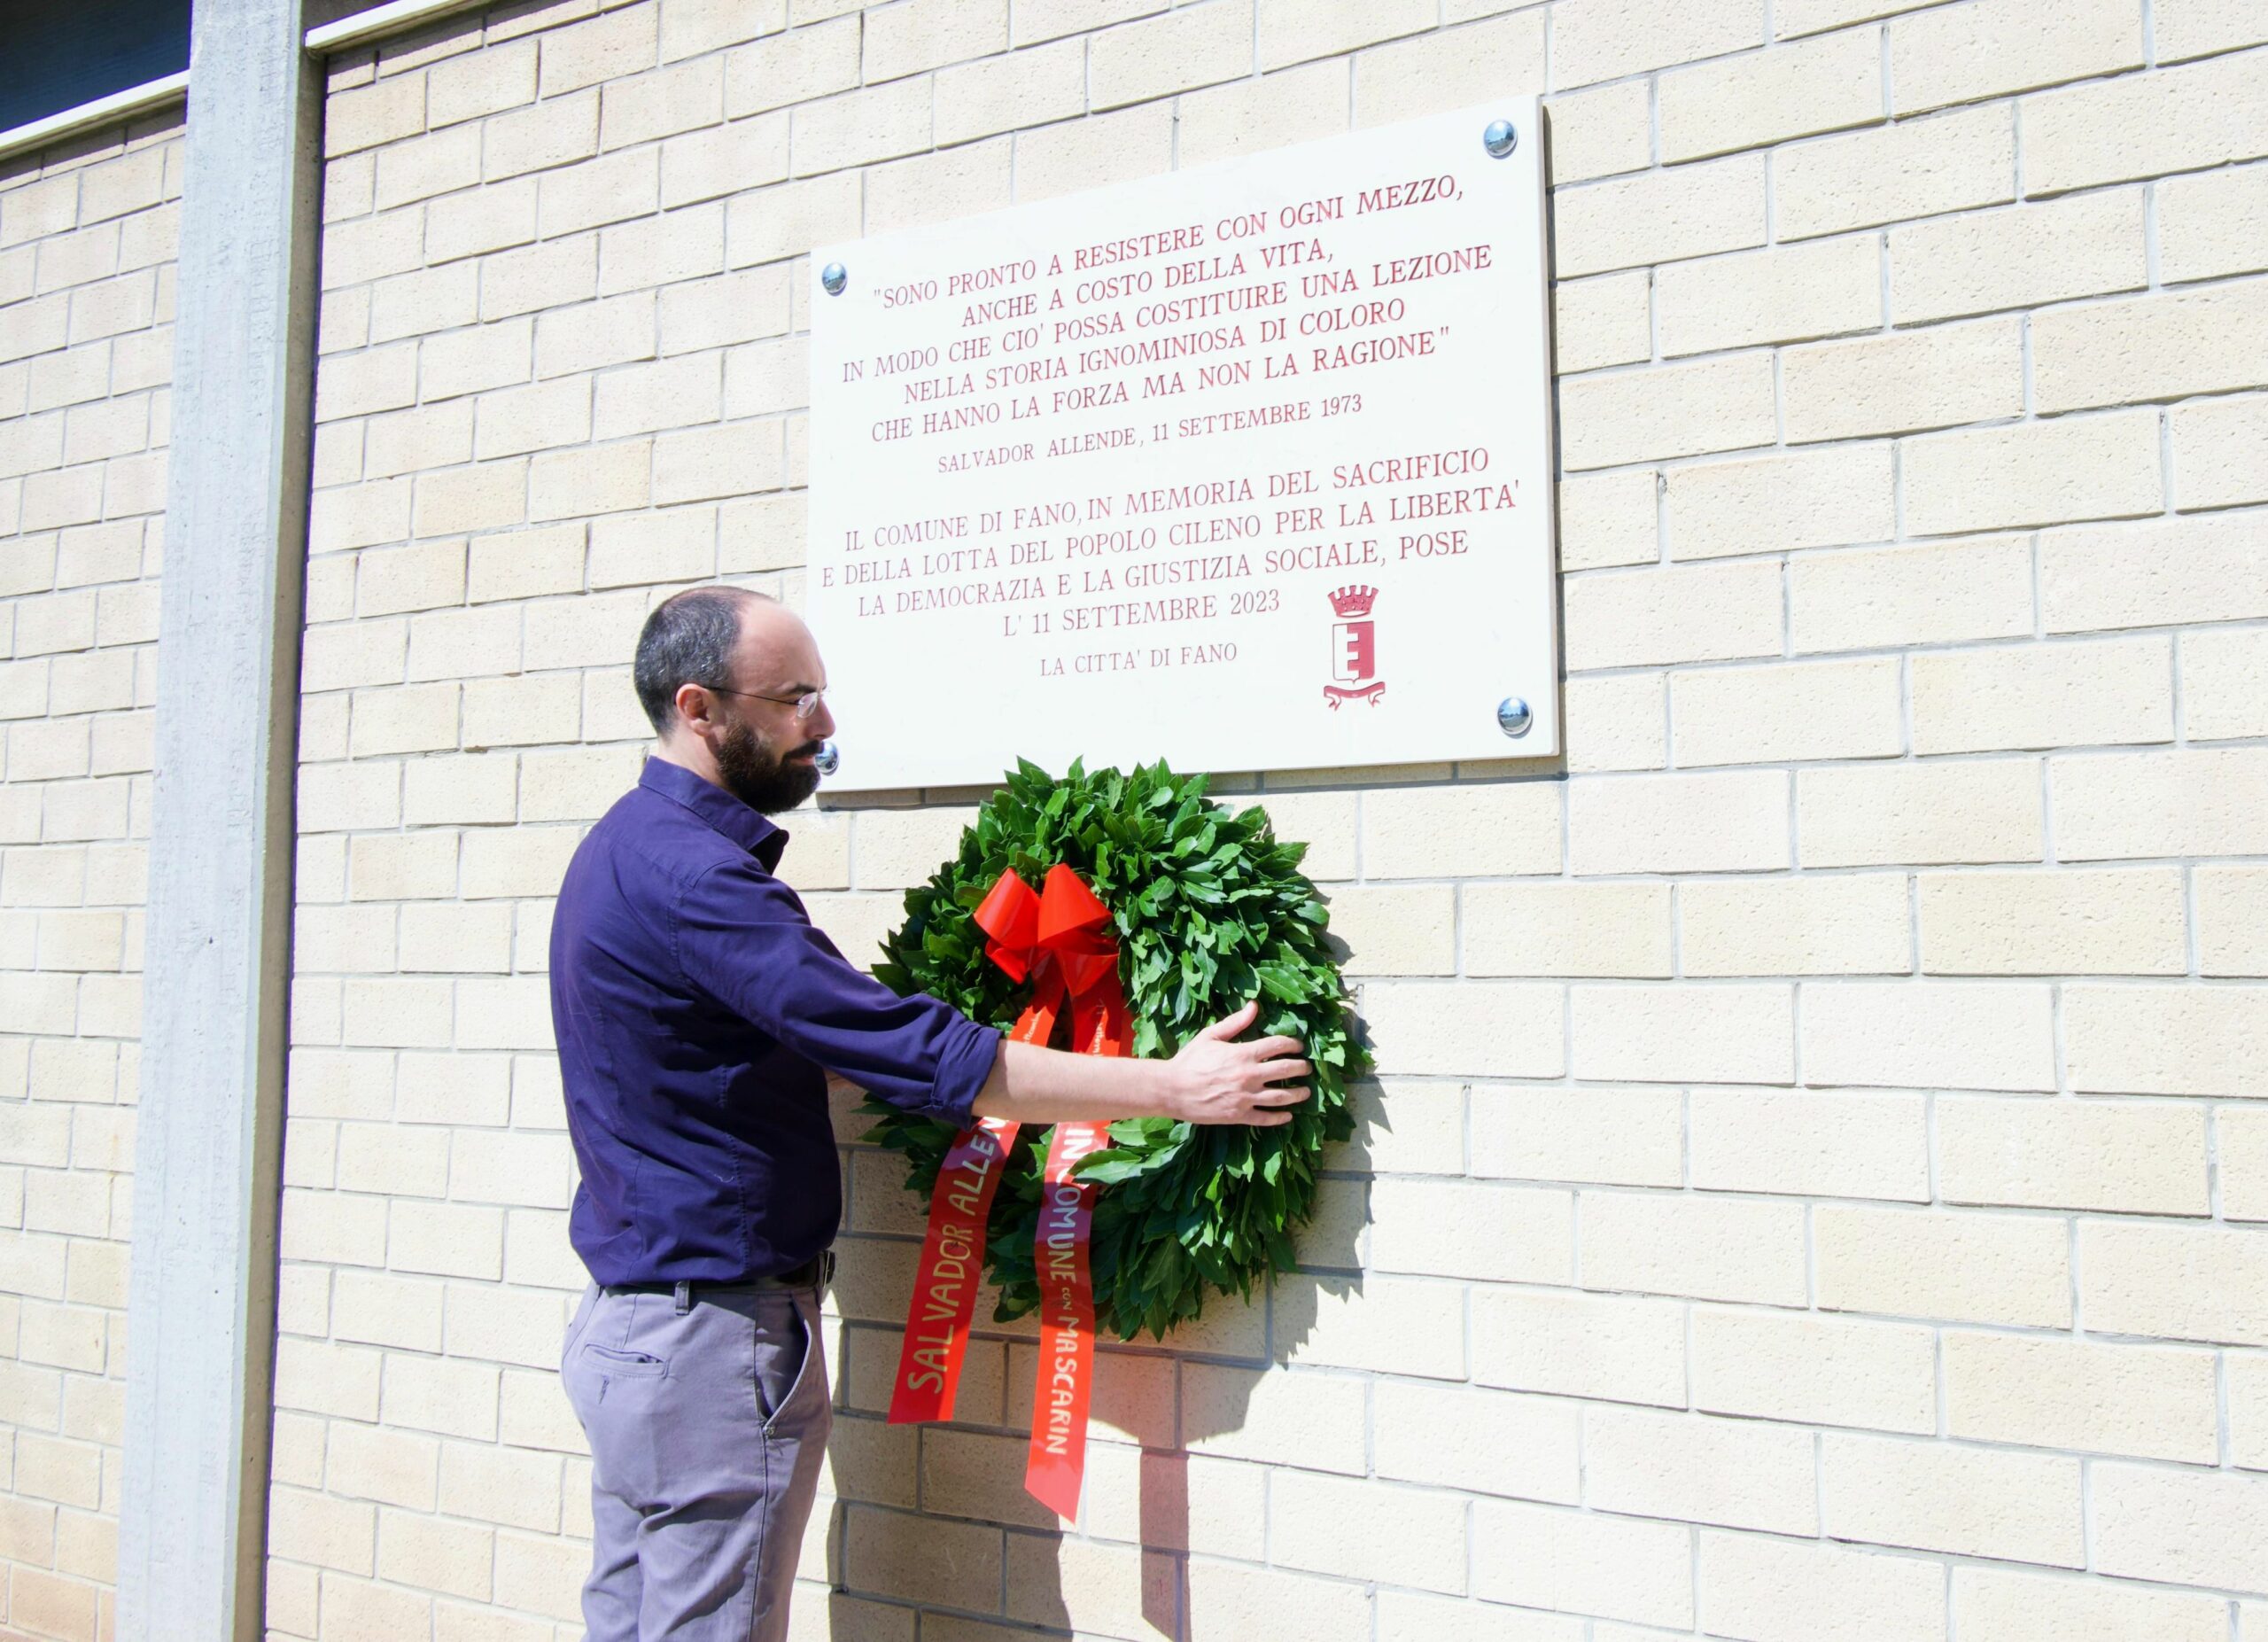 "SONO PRONTO A RESISTERE CON OGNI MEZZO,
ANCHE A COSTO DELLA VITA,
IN MODO CHE CIO' POSSA COSTITUIRE UNA LEZIONE
NELLA STORIA IGNOMINIOSA DI COLORO
CHE HANNO LA FORZA MA NON LA RAGIONE"
SALVADOR ALLENDE, 11 SETTEMBRE 1973
IL COMUNE DI FANO, IN MEMORIA DEL SACRIFICIO
E DELLA LOTTA DEL POPOLO CILENO PER LA LIBERTA'
LA DEMOCRAZIA E LA GIUSTIZIA SOCIALE, POSE
L' 11 SETTEMBRE 2023
LA CITTA' DI FANO
SALVADOR ALLEN
IN COMUNE CON MASCARIN